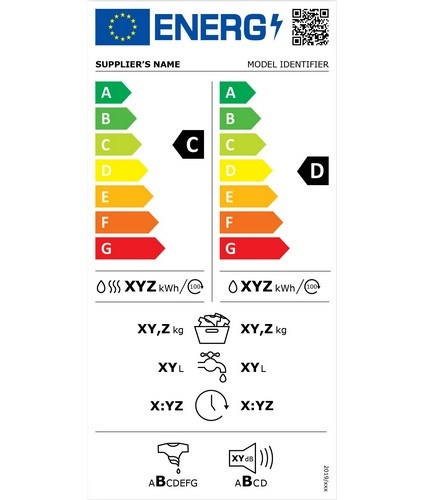 ENERG
SUPPLIER'S NAME MODEL IDENTIFIER
A A
B B
C C C
D D D
E E
F F
G G
XYZ kWh/100 XYZ kWh/100
XY,Z kg XY,Z kg
XY L XY L
X:YZ X:YZ
XY dB
ABCDEFG ABCD
2019/xxx